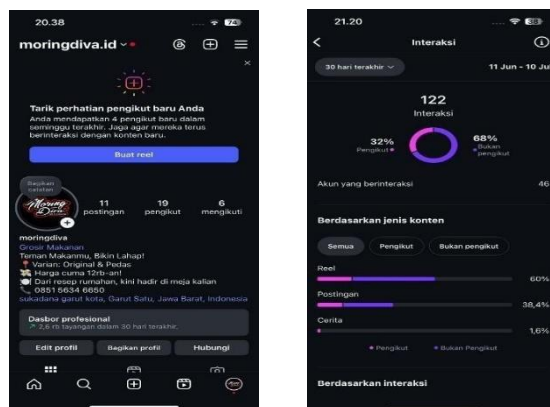 20.38
74
moringdiva.id
Tarik perhatian pengikut baru Anda
Anda mendapatkan 4 pengikut baru dalam
seminggu terakhir. Jaga agar mereka terus
berinteraksi dengan konten baru.
Buat reel
Bagikan
catatan
Moring
Diva
11
postingan
19
pengikut
6
mengikuti
moringdiva
Grosir Makanan
Teman Makanmu, Bikin Lahap!
Varian: Original & Pedas
Harga cuma 12rb-an!
Dari resep rumahan, kini hadir di meja kalian
0851 5634 6650
sukadana garut kota, Garut Satu, Jawa Barat, Indonesia
Dasbor profesional
2,6 rb tayangan dalam 30 hari terakhir.
Edit profil
Bagikan profil
Hubungi
21.20
Interaksi
30 hari terakhir
11 Jun - 10 Ju
122
Interaksi
32%
Pengikut
68%
Bukan
pengikut
Akun yang berinteraksi
46
Berdasarkan jenis konten
Semua
Pengikut
Bukan pengikut
Reel
60%
Postingan
38,4%
Cerita
1,6%
Pengikut
Bukan Pengikut
Berdasarkan interaksi